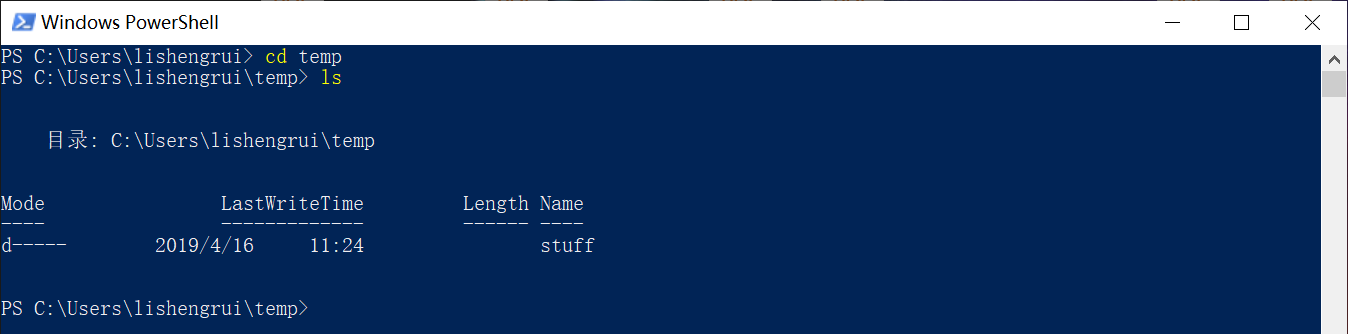 Windows PowerShell
PS C:\Users\lishengrui> cd temp
PS C:\Users\lishengrui\temp> ls
目录: C:\Users\lishengrui\temp
Mode                LastWriteTime         Length Name
----                -------------         ------ ----
d-----        2019/4/16     11:24                stuff
PS C:\Users\lishengrui\temp>